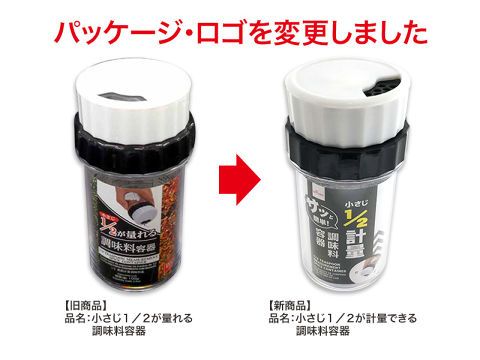 パッケージ・ロゴを変更しました
小さじ
1/2が量れる
調味料容器
サッと
簡単!
小さじ
1/2
計量
調味料
容器
【旧商品】
品名:小さじ1/2が量れる
調味料容器
【新商品】
品名:小さじ1/2が計量できる
調味料容器